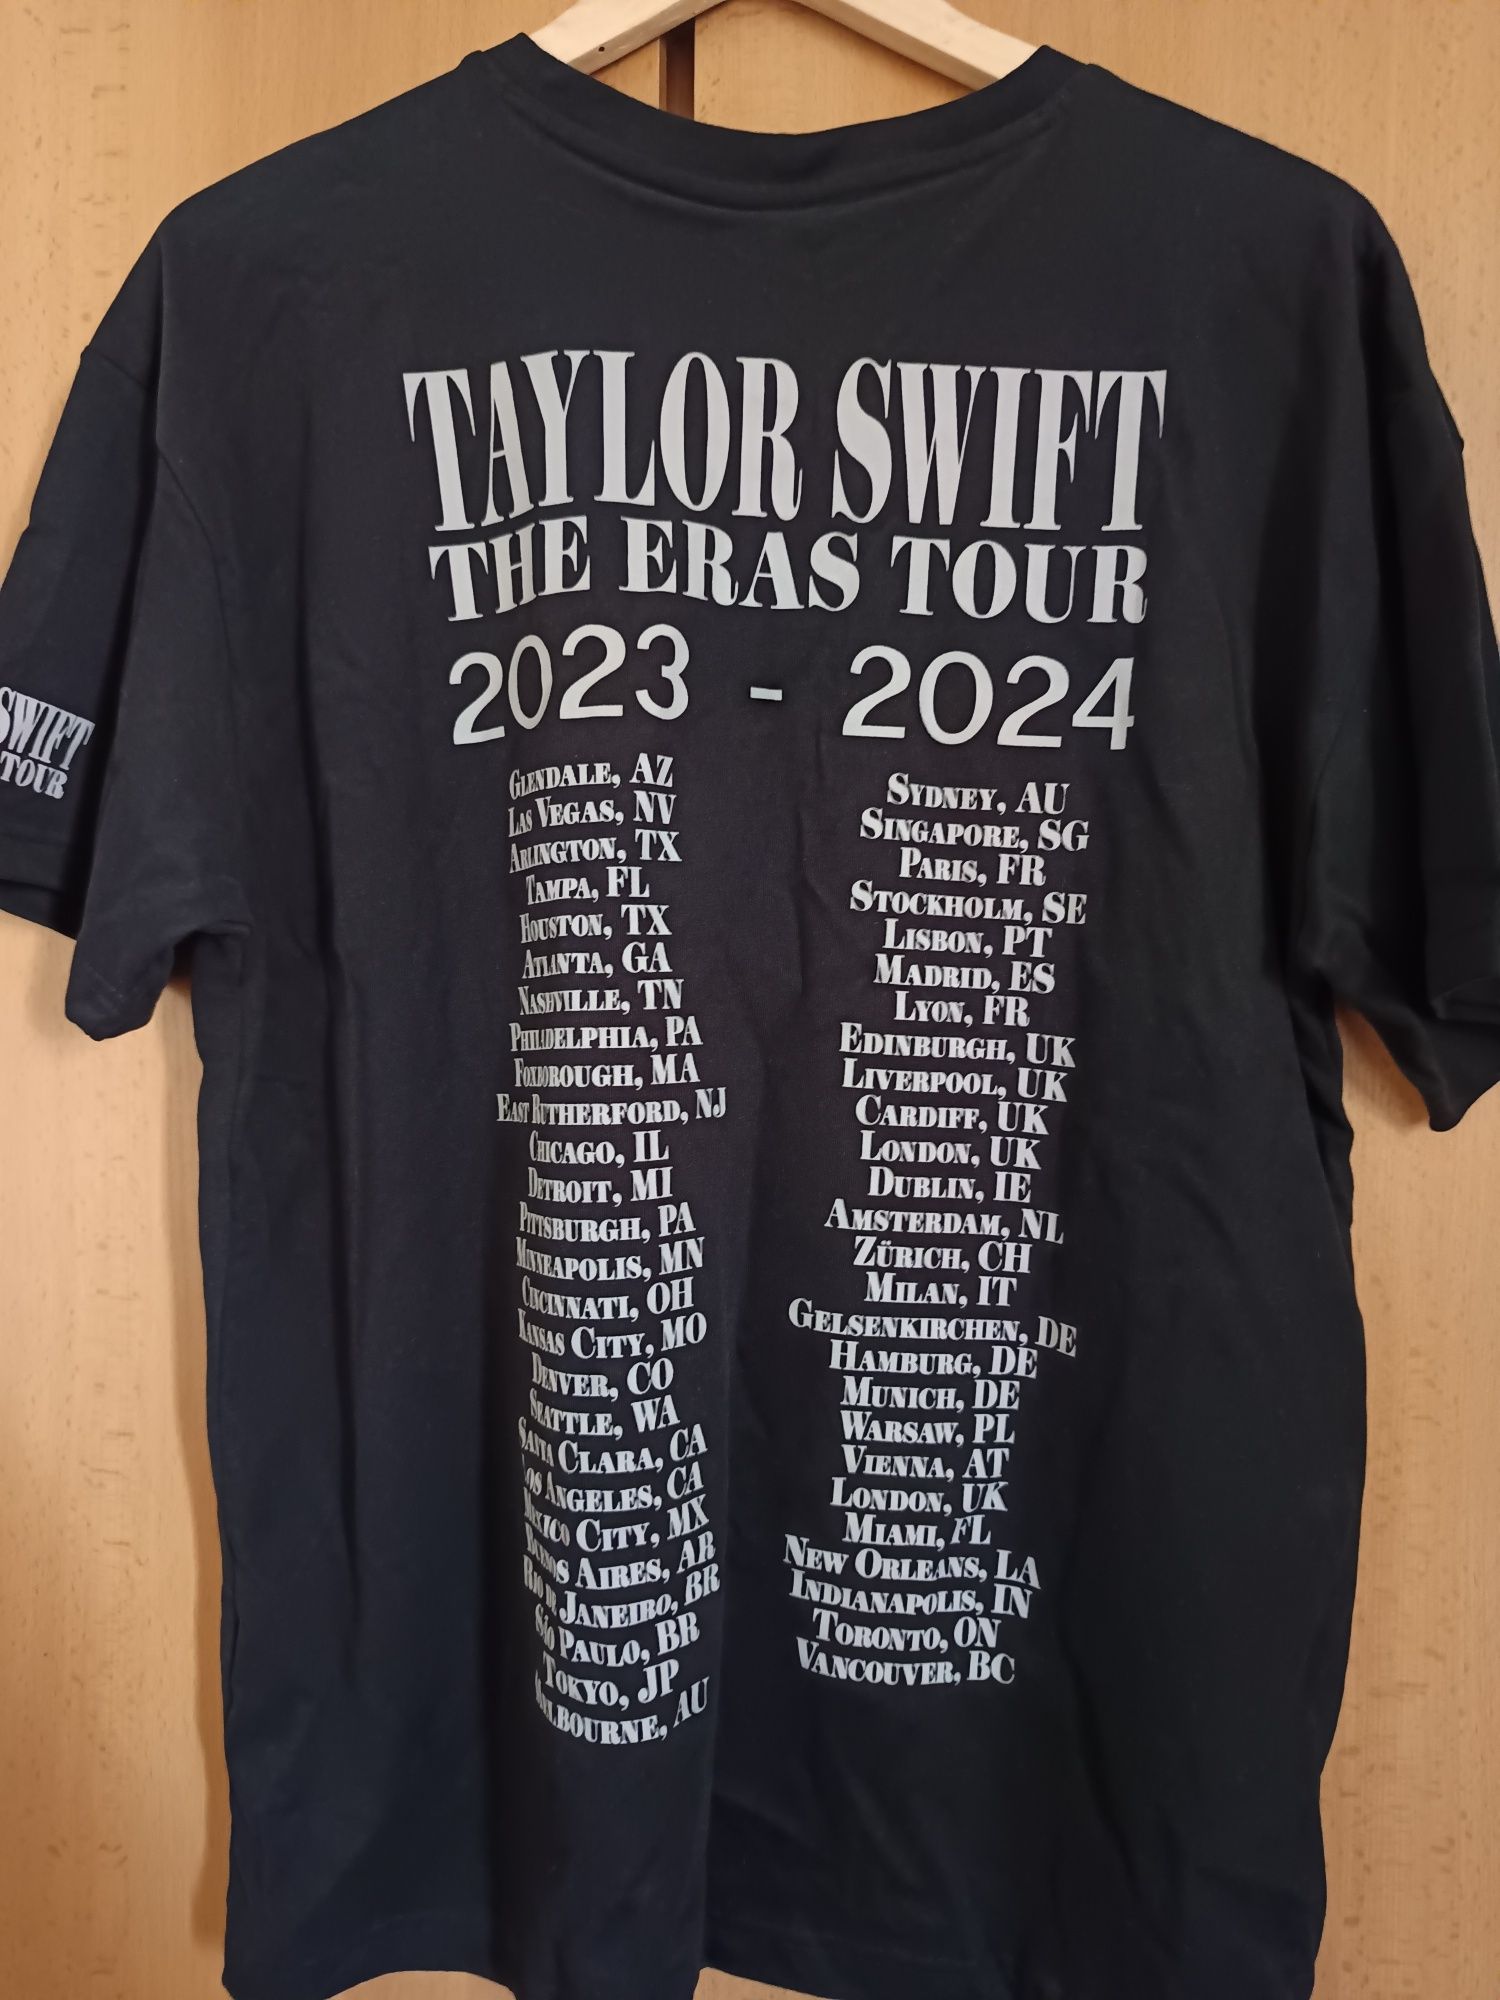 TAYLOR SWIFT
THE ERAS TOUR
2023 - 2024
GLENDALE, AZ
LAS VEGAS, NV
ARLINGTON, TX
TAMPA, FL
HOUSTON, TX
ATLANTA, GA
NASHVILLE, TN
PHILADELPHIA, PA
FOXBOROUGH, MA
EAST RUTHERFORD, NJ
CHICAGO, IL
DETROIT, MI
PITTSBURGH, PA
MINNEAPOLIS, MN
CINCINNATI, OH
KANSAS CITY, MO
DENVER, CO
SEATTLE, WA
SANTA CLARA, CA
LOS ANGELES, CA
MEXICO CITY, MX
BUENOS AIRES, AR
RIO DE JANEIRO, BR
SÃO PAULO, BR
TOKYO, JP
MELBOURNE, AU
SYDNEY, AU
SINGAPORE, SG
PARIS, FR
STOCKHOLM, SE
LISBON, PT
MADRID, ES
LYON, FR
EDINBURGH, UK
LIVERPOOL, UK
CARDIFF, UK
LONDON, UK
DUBLIN, IE
AMSTERDAM, NL
ZÜRICH, CH
MILAN, IT
GELSENKIRCHEN, DE
HAMBURG, DE
MUNICH, DE
WARSAW, PL
VIENNA, AT
LONDON, UK
MIAMI, FL
NEW ORLEANS, LA
INDIANAPOLIS, IN
TORONTO, ON
VANCOUVER, BC
SWIFT
TOUR